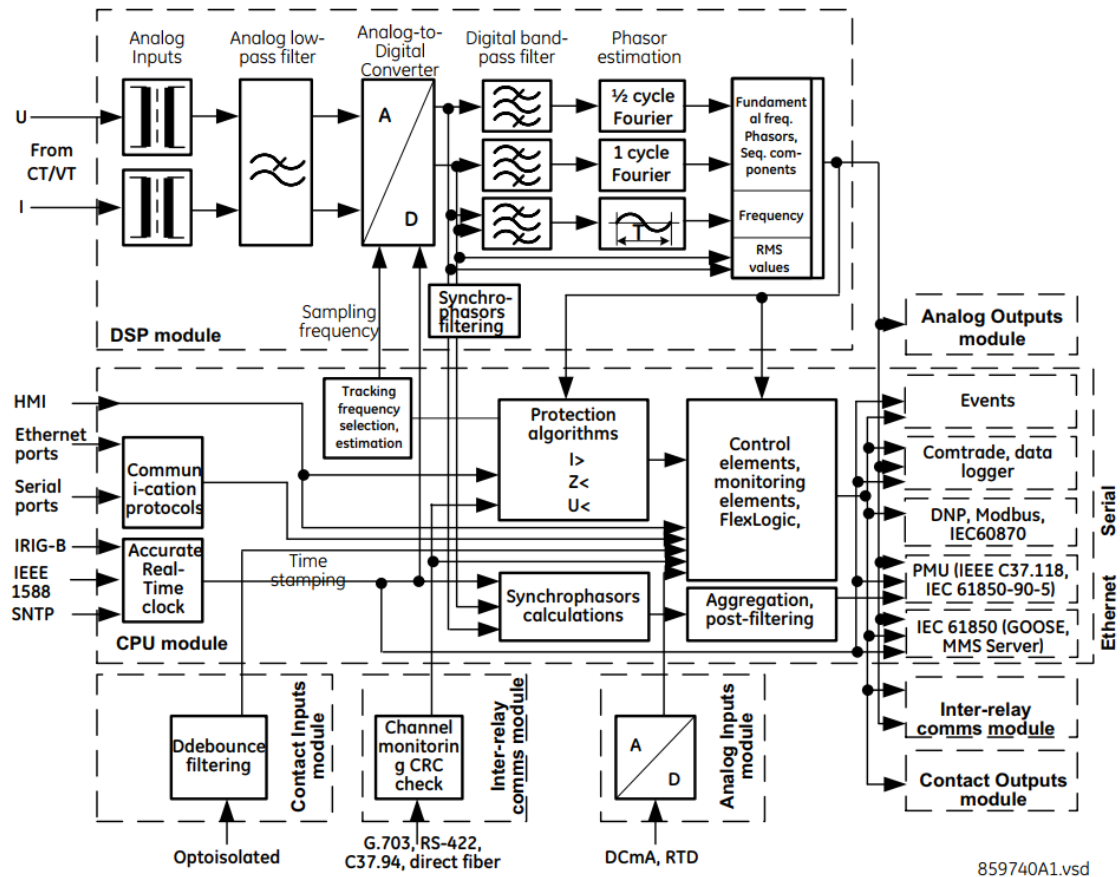 Analog
Inputs
Analog low-
pass filter
Analog-to-
Digital
Converter
Digital band-
pass filter
Phasor
estimation
U
From
CT/VT
I
A
D
½ cycle
Fourier
1 cycle
Fourier
T
Fundament
al freq.
Phasors,
Seq. com-
ponents
Frequency
RMS
values
Sampling
frequency
Synchro-
phasors
filtering
DSP module
Analog Outputs
module
HMI
Ethernet
ports
Serial
ports
IRIG-B
IEEE
1588
SNTP
Commun
i-cation
protocols
Accurate
Real-
Time
clock
CPU module
Tracking
frequency
selection,
estimation
Time
stamping
Protection
algorithms
I>
Z<
U<
Control
elements,
monitoring
elements,
FlexLogic,
Synchrophasors
calculations
Aggregation,
post-filtering
Events
Comtrade, data
logger
DNP, Modbus,
IEC60870
PMU (IEEE C37.118,
IEC 61850-90-5)
IEC 61850 (GOOSE,
MMS Server)
Serial
Ethernet
Inter-relay
comms module
Contact Outputs
module
Ddebounce
filtering
Contact Inputs
module
Channel
monitorin
g CRC
check
Inter-relay
comms module
A
D
Analog Inputs
module
Optoisolated
G.703, RS-422,
C37.94, direct fiber
DCmA, RTD
859740A1.vsd